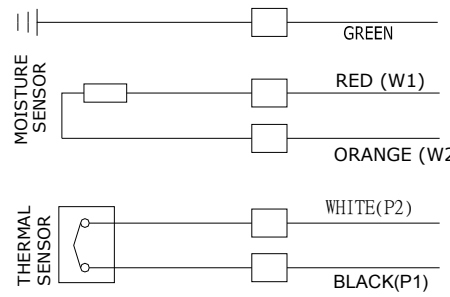 GREEN
MOISTURE
SENSOR
RED (W1)
ORANGE (W2
THERMAL
SENSOR
WHITE(P2)
BLACK(P1)